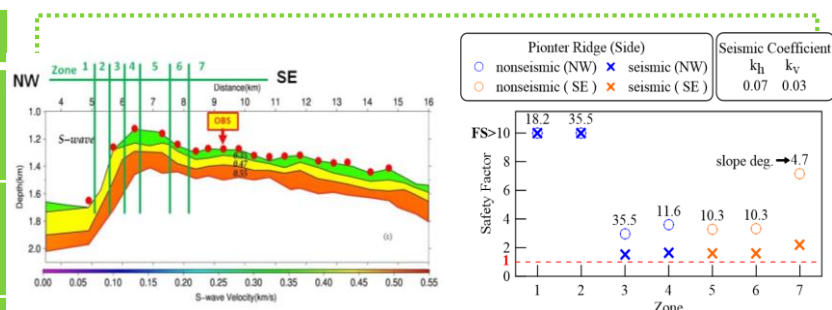 Zone 1 2 3 4 5 6 7
NW
SE
Distance(km)
4 5 6 7 8 9 10 11 12 13 14 15 16
OBS
S-wave
0.35
0.47
0.55
(c)
Depth(km)
1.0
1.2
1.4
1.6
1.8
2.0
0.00 0.05 0.10 0.15 0.20 0.25 0.30 0.35 0.40 0.45 0.50 0.55
S-wave Velocity(km/s)
Pionter Ridge (Side)
nonseismic (NW) seismic (NW)
nonseismic ( SE ) seismic ( SE )
Seismic Coefficient
kh kv
0.07 0.03
18.2 35.5
FS>10
slope deg. 4.7
35.5 11.6 10.3 10.3
Safety Factor
8
6
4
2
1
0
1 2 3 4 5 6 7
Zone